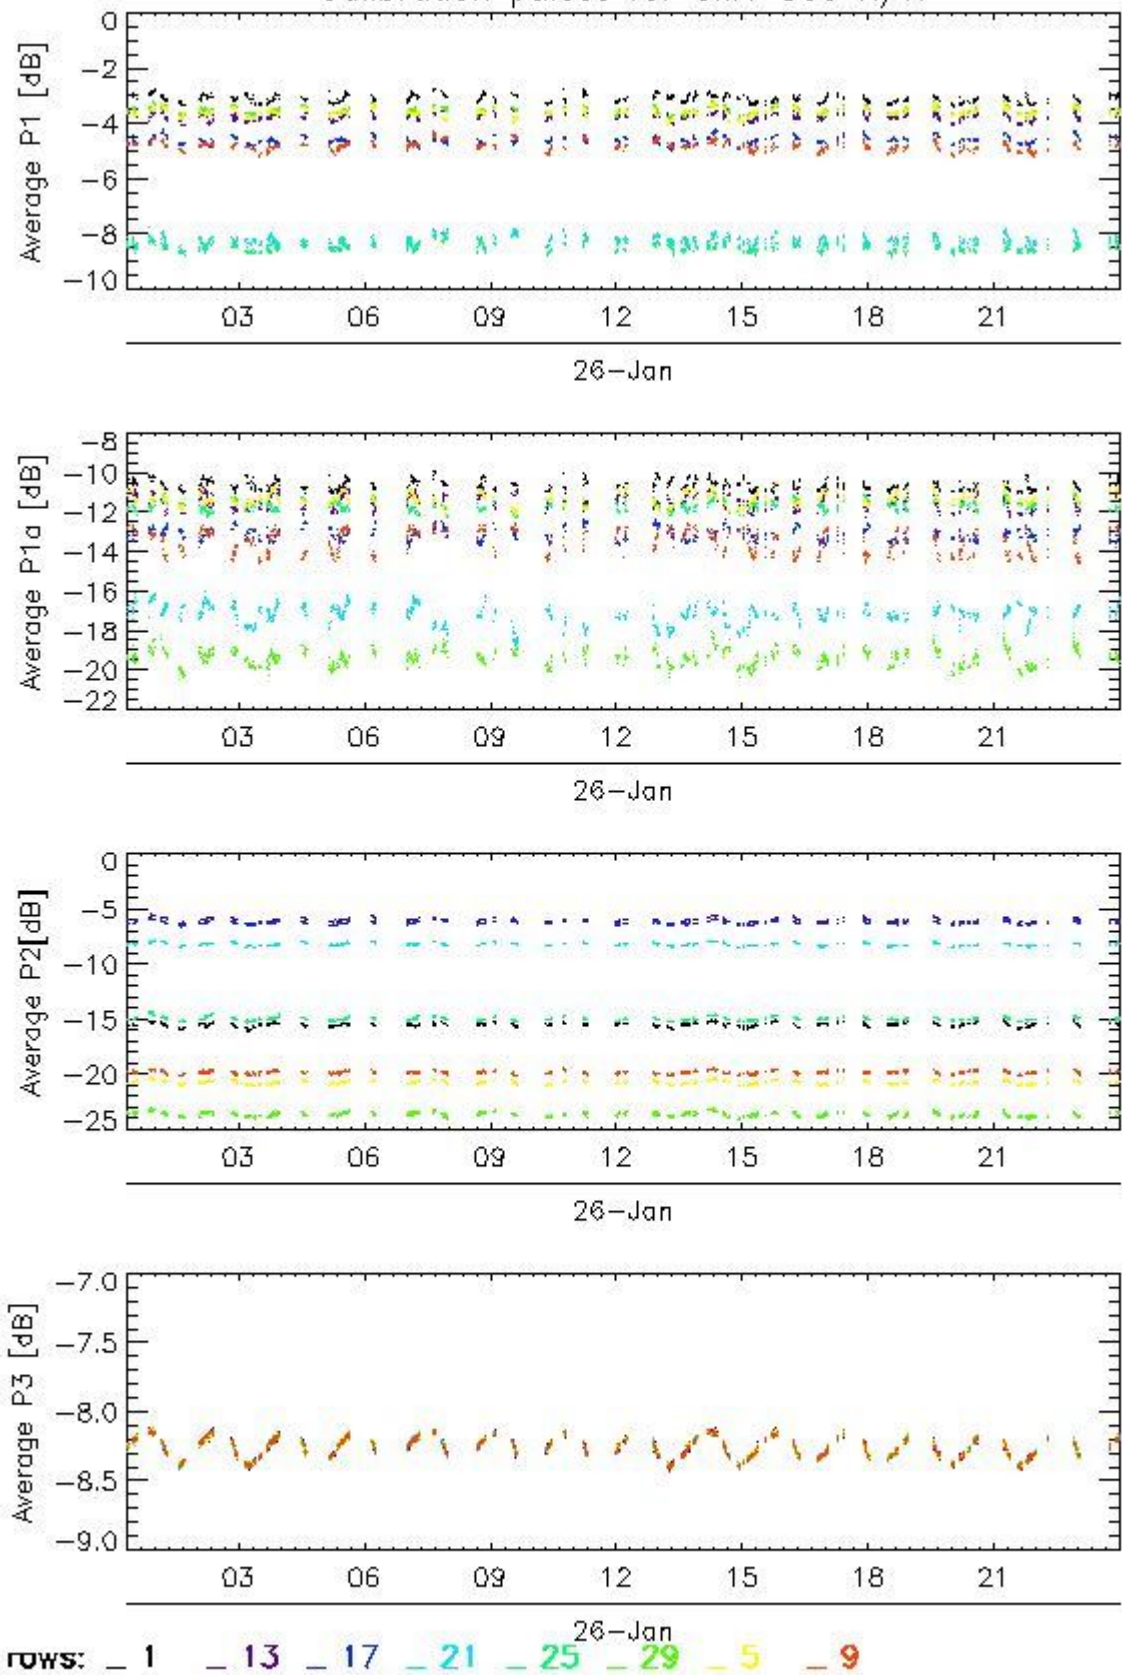 0
-2
-4
-6
-8
-10
Average P1 [dB]
03 06 09 12 15 18 21
26-Jan
-8
-10
-12
-14
-16
-18
-20
-22
Average P1a [dB]
03 06 09 12 15 18 21
26-Jan
0
-5
-10
-15
-20
-25
Average P2[dB]
03 06 09 12 15 18 21
26-Jan
-7.0
-7.5
-8.0
-8.5
-9.0
Average P3 [dB]
03 06 09 12 15 18 21
26-Jan
rows: _ 1 _ 13 _ 17 _ 21 _ 25 _ 29 _ 5 _ 9